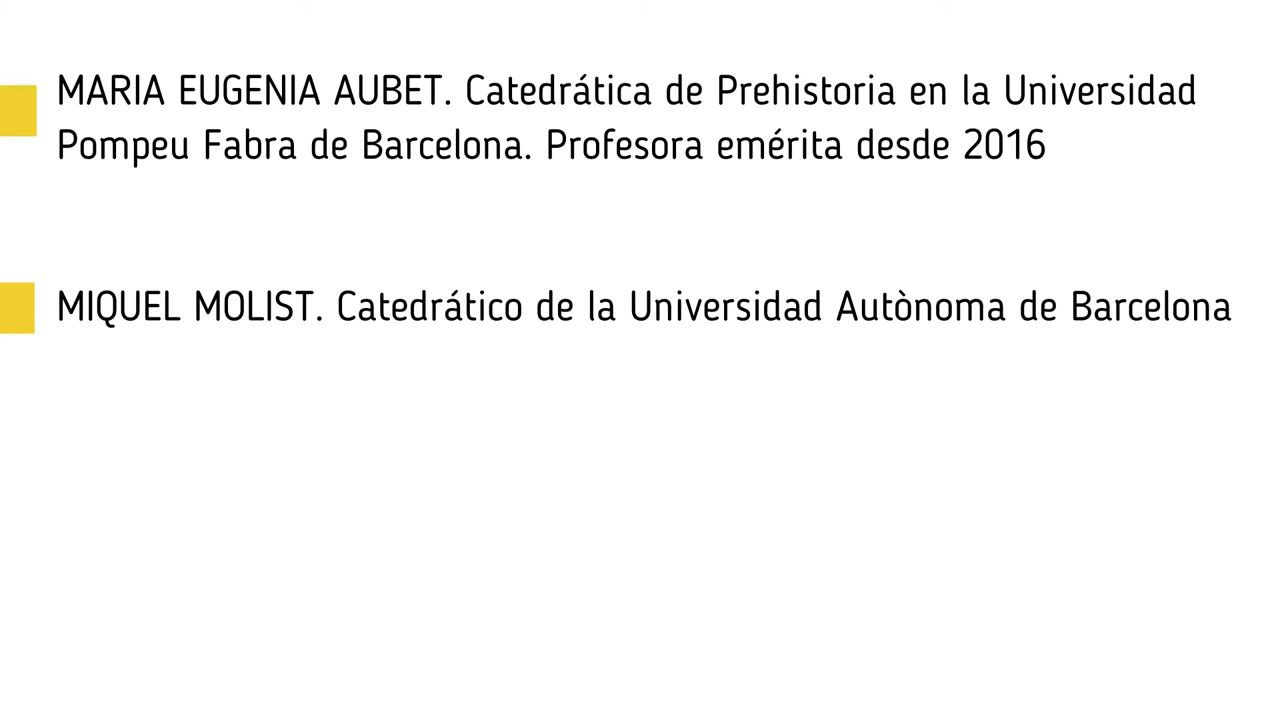 MARIA EUGENIA AUBET. Catedrática de Prehistoria en la Universidad
Pompeu Fabra de Barcelona. Profesora emérita desde 2016
MIQUEL MOLIST. Catedrático de la Universidad Autònoma de Barcelona